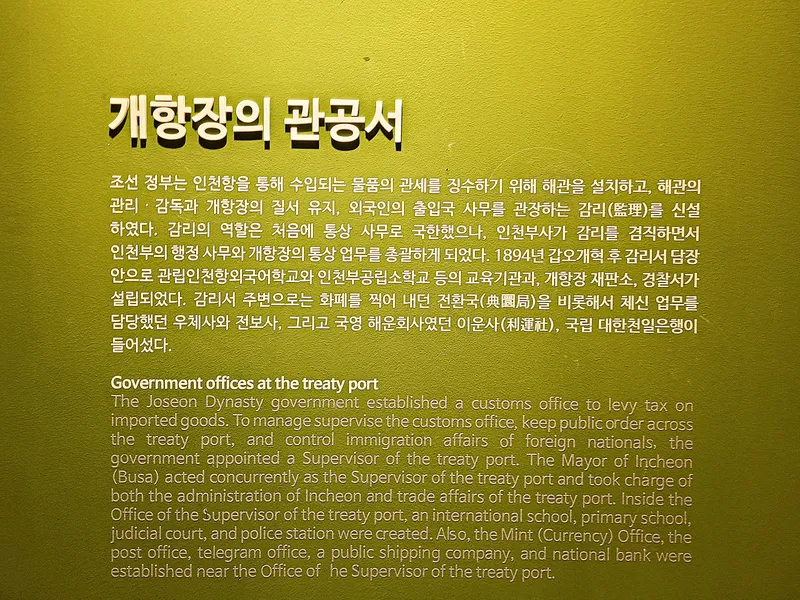 개항장의 관공서
조선 정부는 인천항을 통해 수입되는 물품의 관세를 징수하기 위해 해관을 설치하고, 해관의
관리 · 감독과 개항장의 질서 유지, 외국인의 출입국 사무를 관장하는 감리(監理)를 신설
하였다. 감리의 역할은 처음에 통상 사무로 국한했으나, 인천부사가 감리를 겸직하면서
인천부의 행정 사무와 개항장의 통상 업무를 총괄하게 되었다. 1894년 갑오개혁 후 감리서 담장
안으로 관립인천항외국어학교와 인천부공립소학교 등의 교육기관과, 개항장 재판소, 경찰서가
설립되었다. 감리서 주변으로는 화폐를 찍어 내던 전환국(典圜局)을 비롯해서 체신 업무를
담당했던 우체사와 전보사, 그리고 국영 해운회사였던 이운사(利運社), 국립 대한천일은행이
들어섰다.
Government offices at the treaty port
The Joseon Dynasty government established a customs office to levy tax on
imported goods. To manage supervise the customs office, keep public order across
the treaty port, and control immigration affairs of foreign nationals, the
government appointed a Supervisor of the treaty port. The Mayor of Incheon
(Busa) acted concurrently as the Supervisor of the treaty port and took charge of
both the administration of Incheon and trade affairs of the treaty port. Inside the
Office of the Supervisor of the treaty port, an international school, primary school,
judicial court, and police station were created. Also, the Mint (Currency) Office, the
post office, telegram office, a public shipping company, and national bank were
established near the Office of he Supervisor of the treaty port.